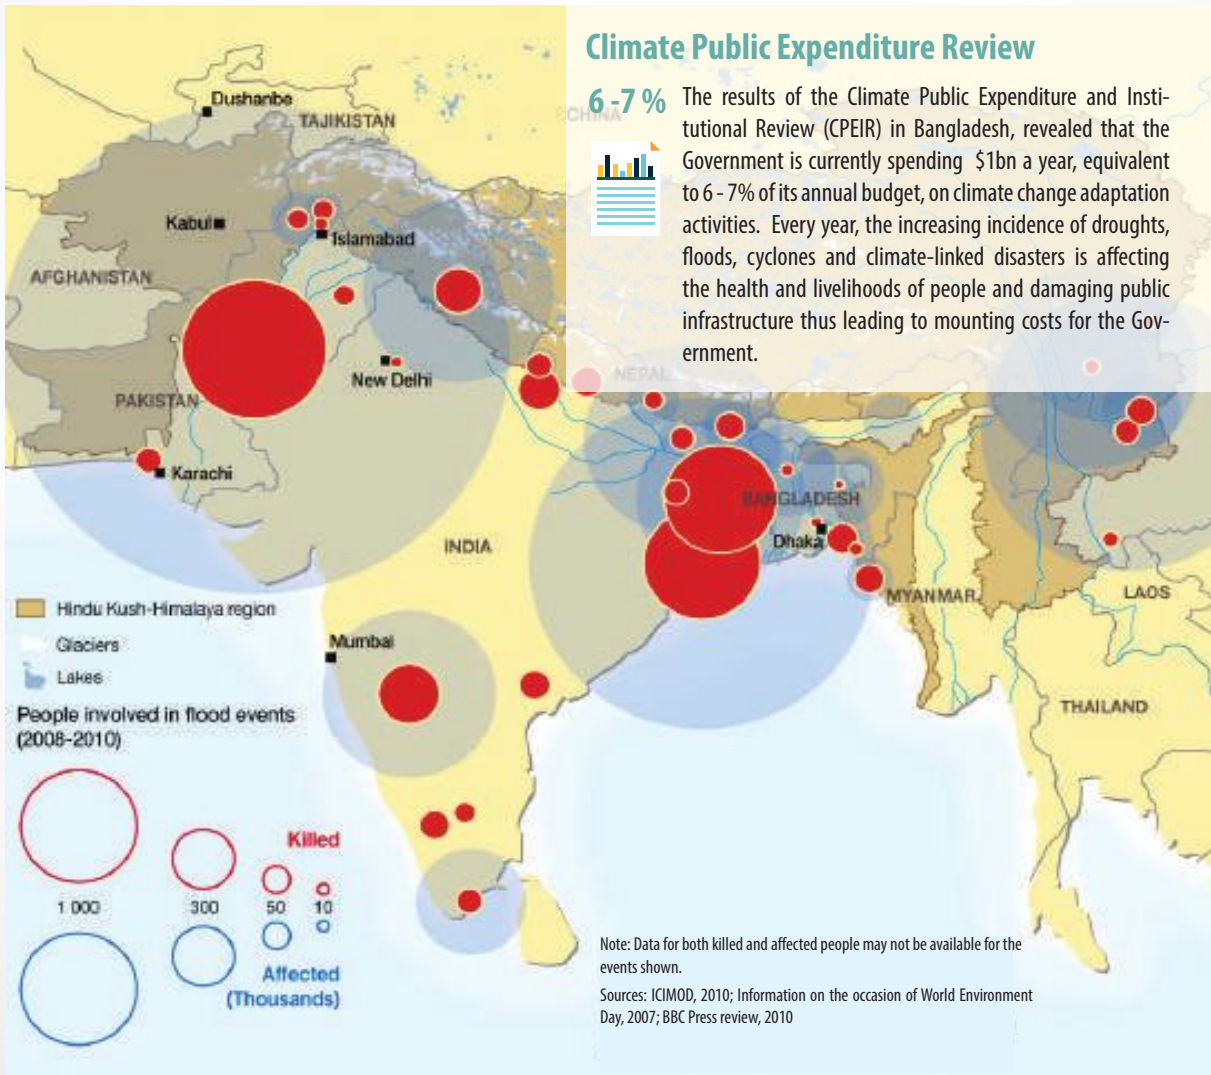 Climate Public Expenditure Review
6 -7 %
The results of the Climate Public Expenditure and Insti-
tutional Review (CPEIR) in Bangladesh, revealed that the
Government is currently spending $1bn a year, equivalent
to 6 - 7% of its annual budget, on climate change adaptation
activities. Every year, the increasing incidence of droughts,
floods, cyclones and climate-linked disasters is affecting
the health and livelihoods of people and damaging public
infrastructure thus leading to mounting costs for the Gov-
ernment.
Dushanbe
TAJIKISTAN
CHINA
Kabul
Islamabad
AFGHANISTAN
New Delhi
NEPAL
PAKISTAN
Karachi
BANGLADESH
Dhaka
INDIA
MYANMAR
LAOS
Mumbai
THAILAND
Hindu Kush-Himalaya region
Glaciers
Lakes
People involved in flood events
(2008-2010)
Killed
1 000
300
50
10
Affected
(Thousands)
Note: Data for both killed and affected people may not be available for the
events shown.
Sources: ICIMOD, 2010; Information on the occasion of World Environment
Day, 2007; BBC Press review, 2010